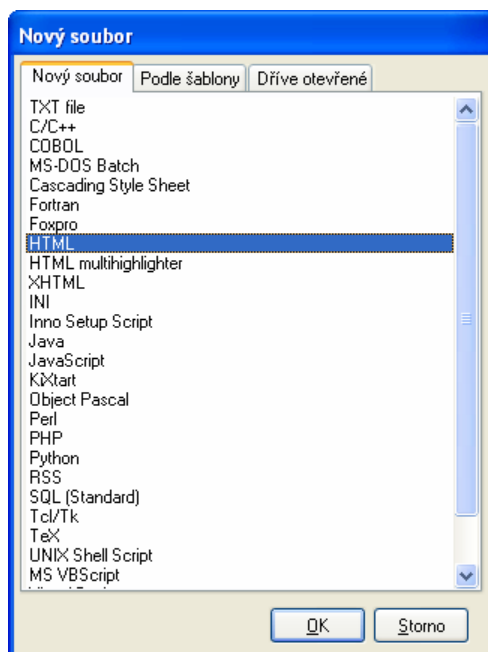 Nový soubor
Nový soubor Podle šablony Dříve otevřené
TXT file
C/C++
COBOL
MS-DOS Batch
Cascading Style Sheet
Fortran
Foxpro
HTML
HTML multihighlighter
XHTML
INI
Inno Setup Script
Java
JavaScript
KiXtart
Object Pascal
Perl
PHP
Python
RSS
SQL (Standard)
Tcl/Tk
TeX
UNIX Shell Script
MS VBScript
OK Storno